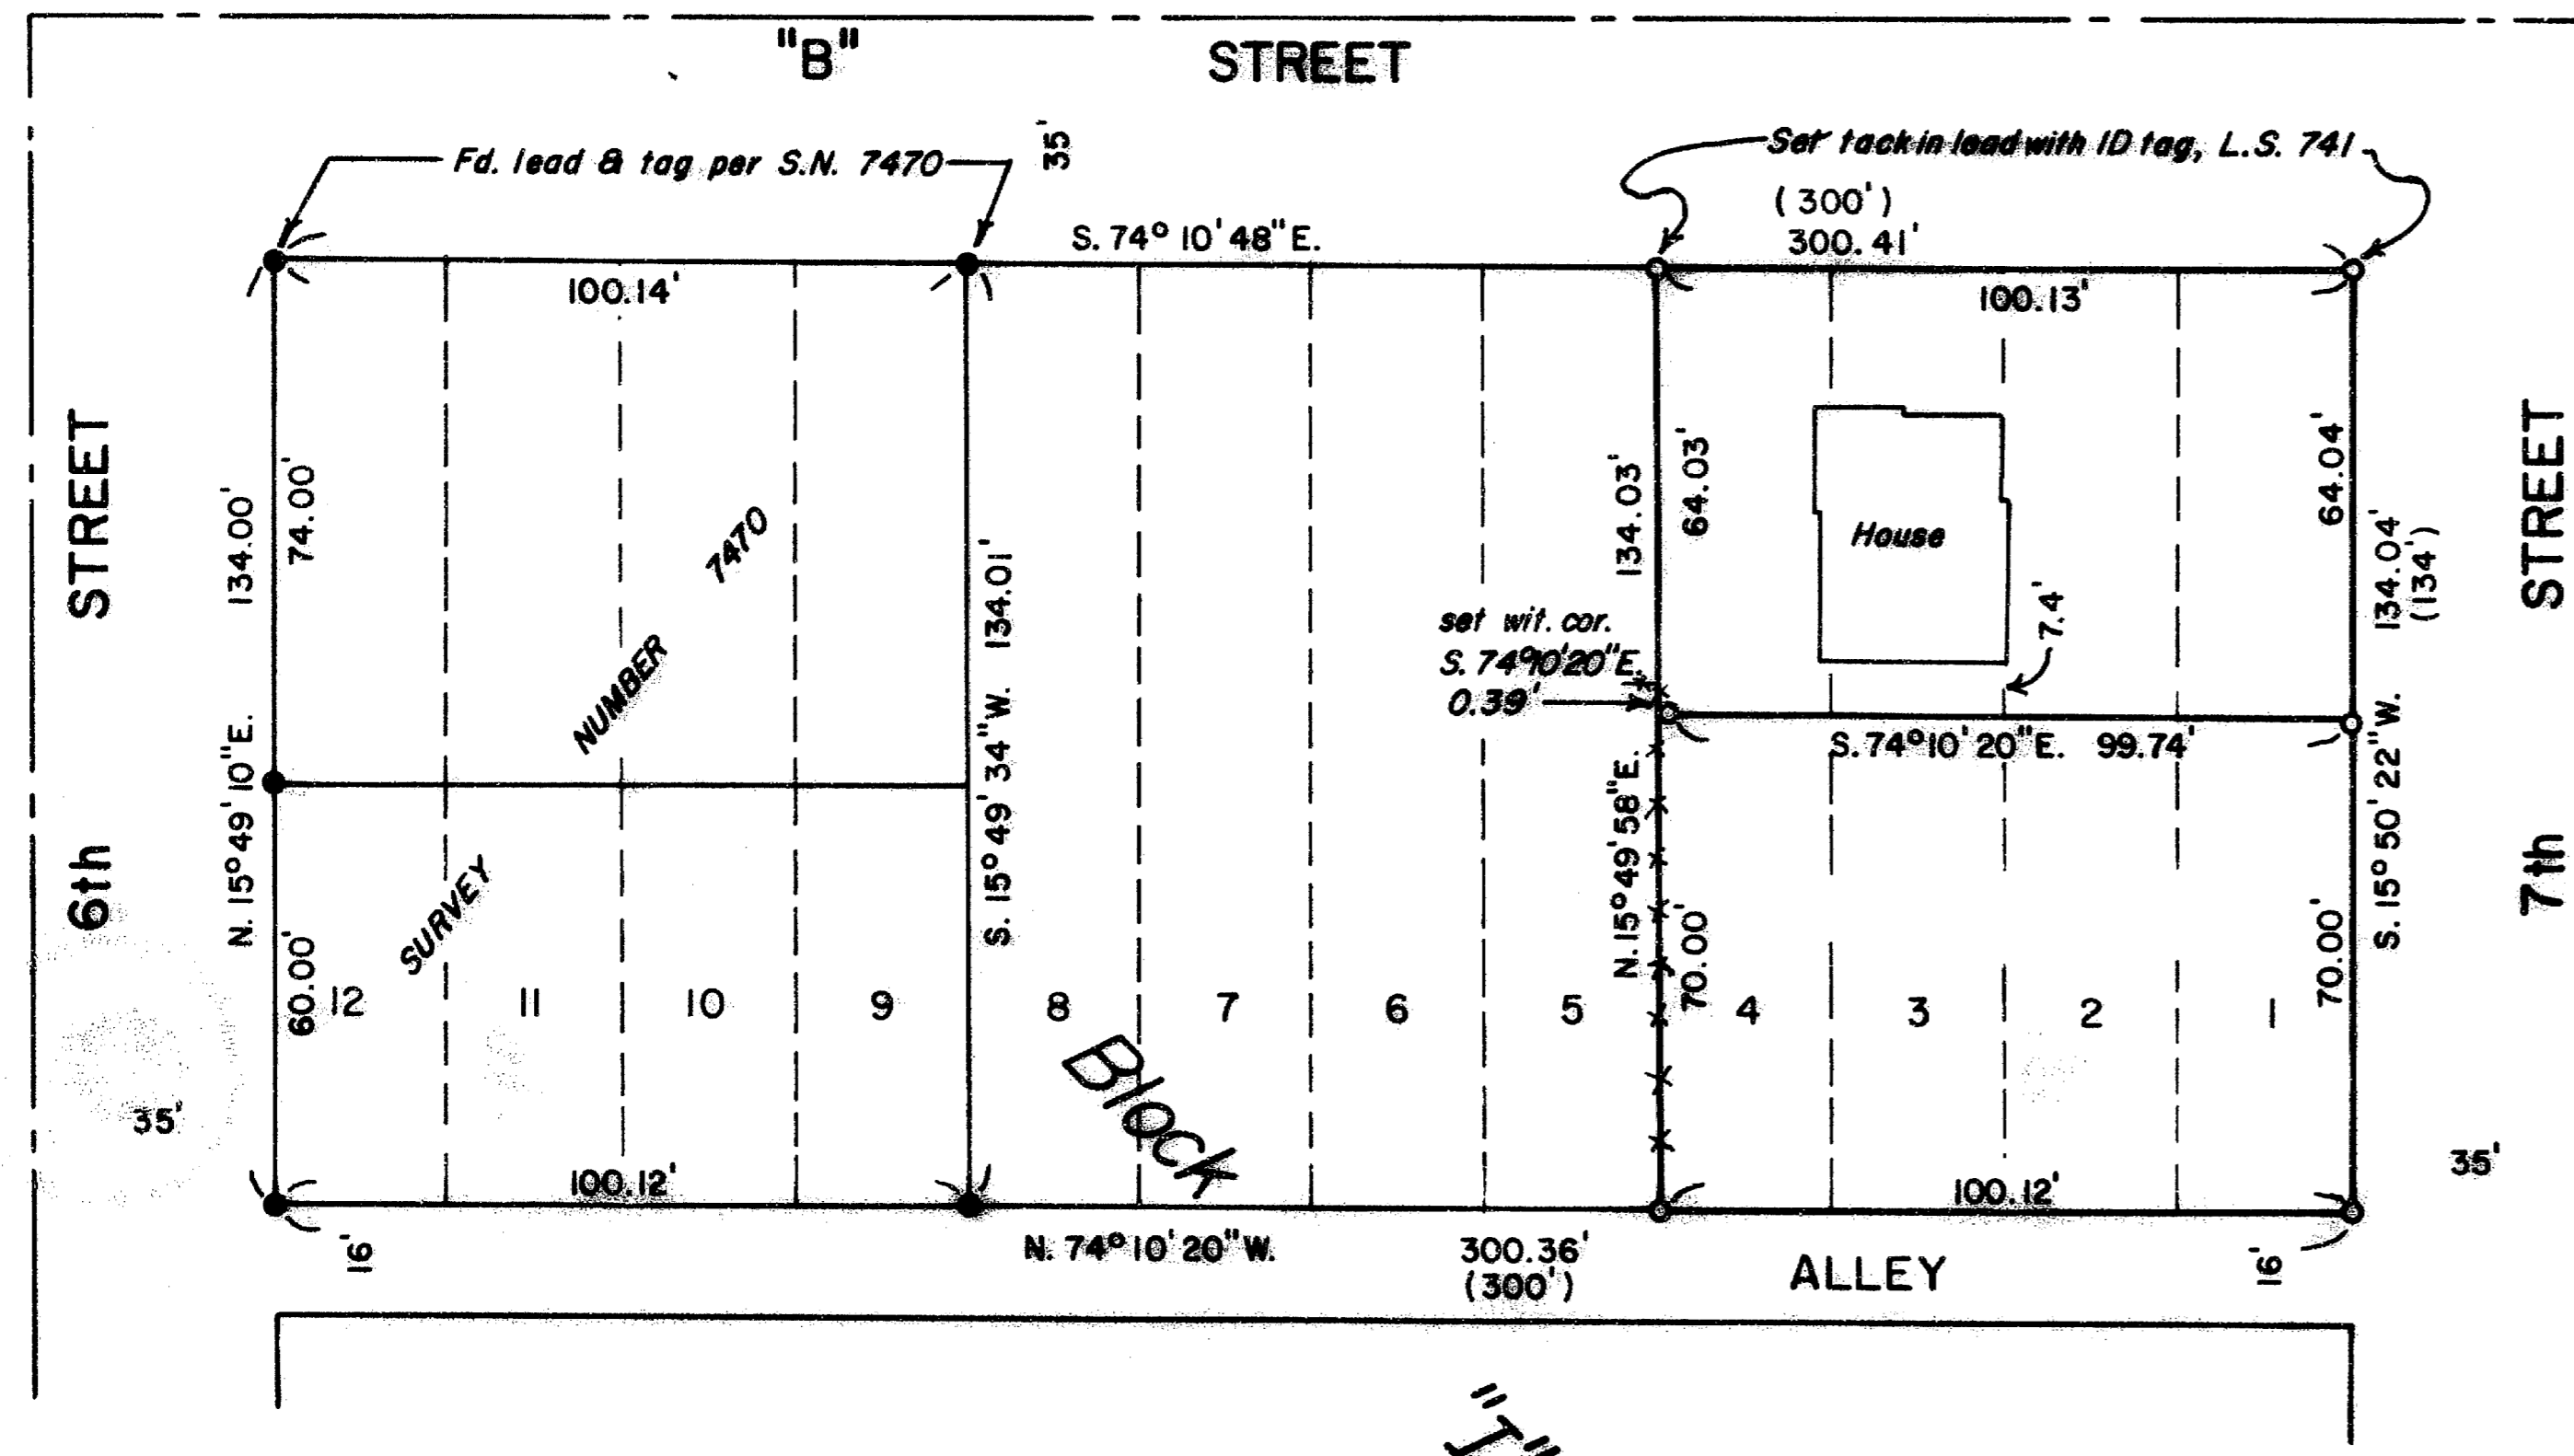 "B" STREET
Fd. lead & tag per S.N. 7470
35'
Set tack in lead with ID tag, L.S. 741
(300')
S. 74° 10' 48" E.
300.41'
100.14'
100.13'
STREET
6th
134.00'
N. 15° 49' 10" E.
74.00'
60.00'
SURVEY
NUMBER
7470
134.01'
S. 15° 49' 34" W.
134.03'
N. 15° 49' 58" E.
64.03'
70.00'
set wit. cor.
S. 74° 10' 20" E.
0.39'
House
7.4'
S. 74° 10' 20" E. 99.74'
64.04'
70.00'
134.04'
(134')
S. 15° 50' 22" W.
STREET
7th
12 11 10 9 8 7 6 5 4 3 2 1
35'
35'
Block
100.12'
100.12'
16'
N. 74° 10' 20" W.
300.36'
(300')
ALLEY
16'
"J"